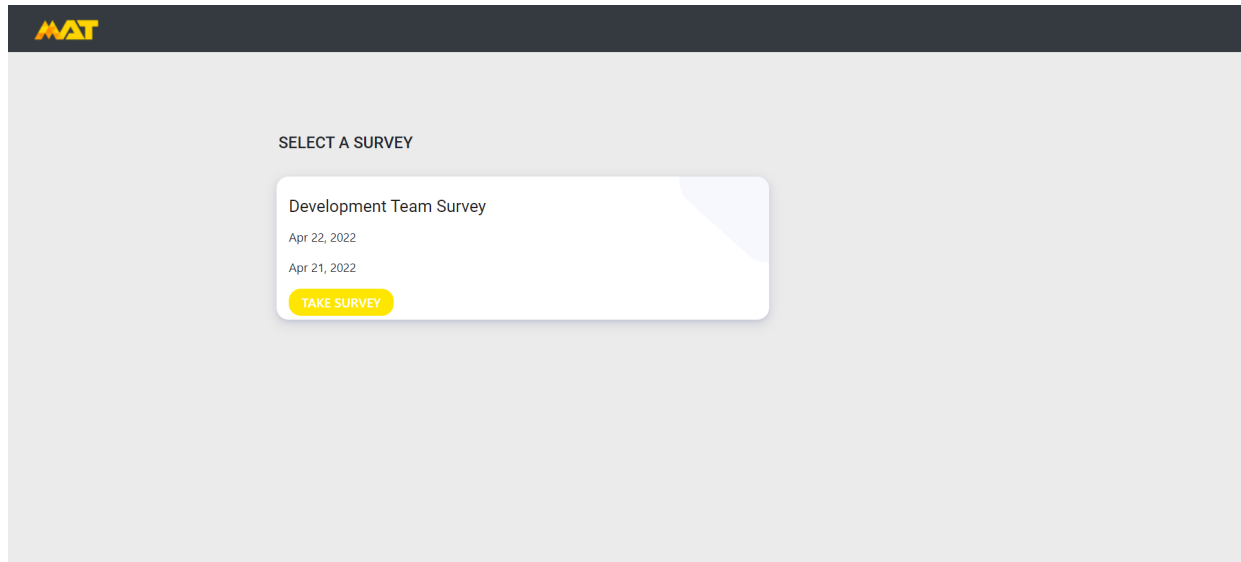 MAT
SELECT A SURVEY
Development Team Survey
Apr 22, 2022
Apr 21, 2022
TAKE SURVEY